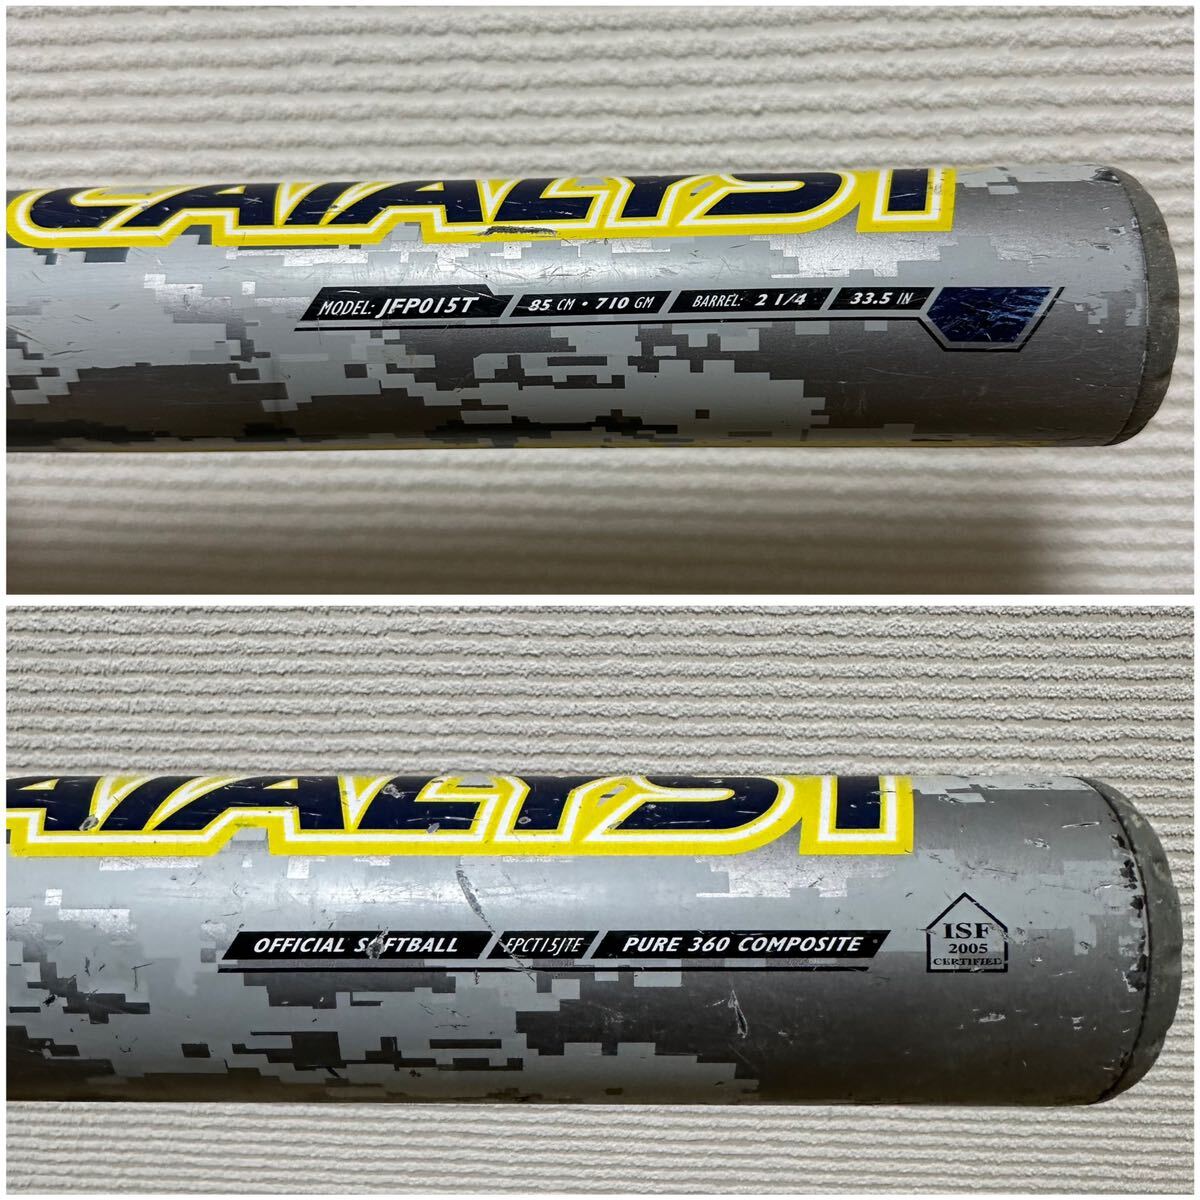 CATALYST
MODEL: JFP015T 85 CM • 710 GM BARREL: 2 1/4 33.5 IN
CATALYST
OFFICIAL SOFTBALL FPCT15JTE PURE 360 COMPOSITE
ISF
2005
CERTIFIED